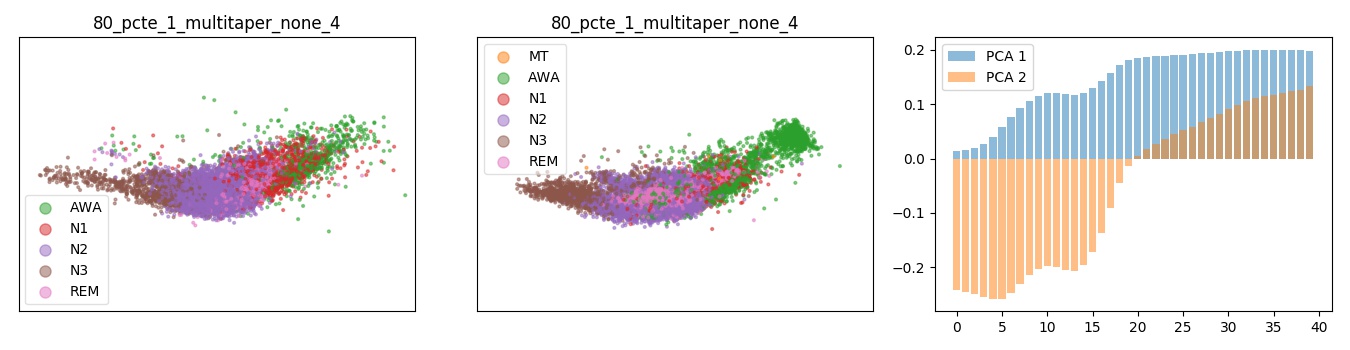 80_pcte_1_multitaper_none_4
AWA
N1
N2
N3
REM
80_pcte_1_multitaper_none_4
MT
AWA
N1
N2
N3
REM
PCA 1
PCA 2
0.2
0.1
0.0
−0.1
−0.2
0 5 10 15 20 25 30 35 40